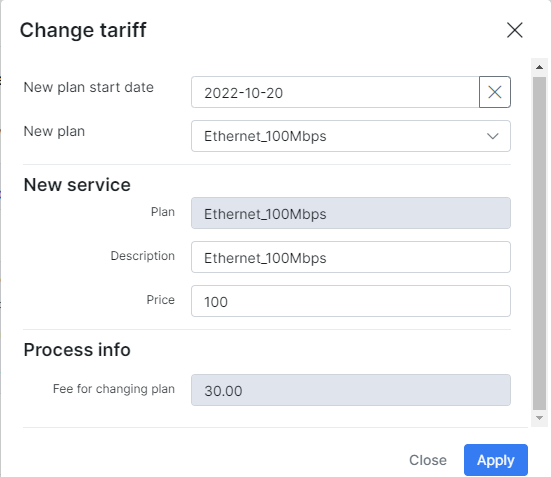 Change tariff
New plan start date 2022-10-20
New plan Ethernet_100Mbps
New service
Plan Ethernet_100Mbps
Description Ethernet_100Mbps
Price 100
Process info
Fee for changing plan 30.00
Close Apply